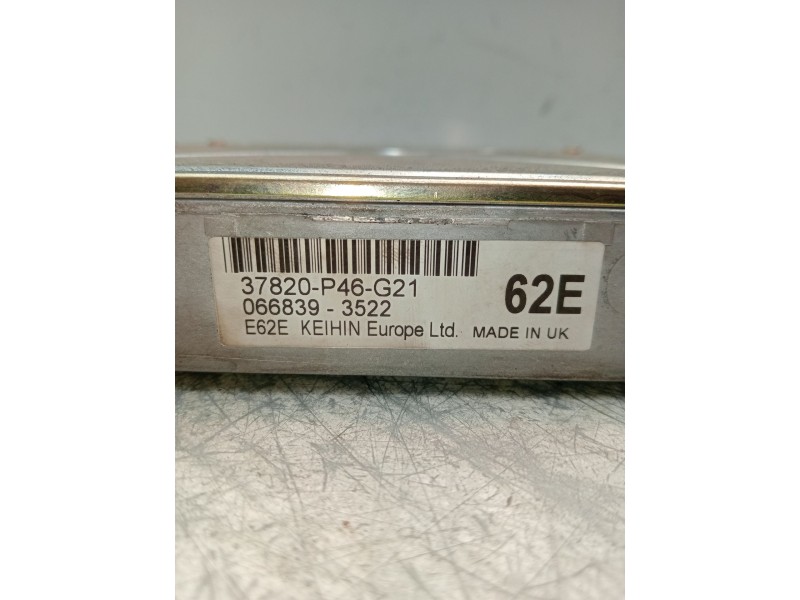 37820-P46-G21
066839 - 3522
62E
E62E KEIHIN Europe Ltd. MADE IN UK